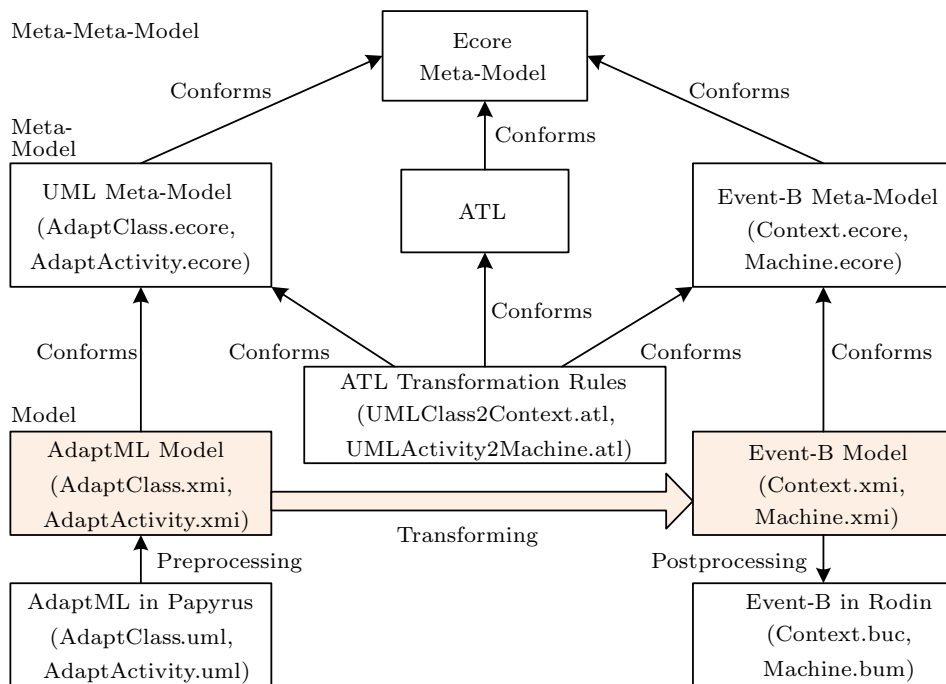 Meta-Meta-Model
Ecore
Meta-Model
Conforms
Conforms
Conforms
Meta-
Model
UML Meta-Model
(AdaptClass.ecore,
AdaptActivity.ecore)
ATL
Event-B Meta-Model
(Context.ecore,
Machine.ecore)
Conforms
Conforms
Conforms
Conforms
Conforms
ATL Transformation Rules
(UMLClass2Context.atl,
UMLActivity2Machine.atl)
Model
AdaptML Model
(AdaptClass.xmi,
AdaptActivity.xmi)
Transforming
Event-B Model
(Context.xmi,
Machine.xmi)
Preprocessing
Postprocessing
AdaptML in Papyrus
(AdaptClass.uml,
AdaptActivity.uml)
Event-B in Rodin
(Context.buc,
Machine.bum)